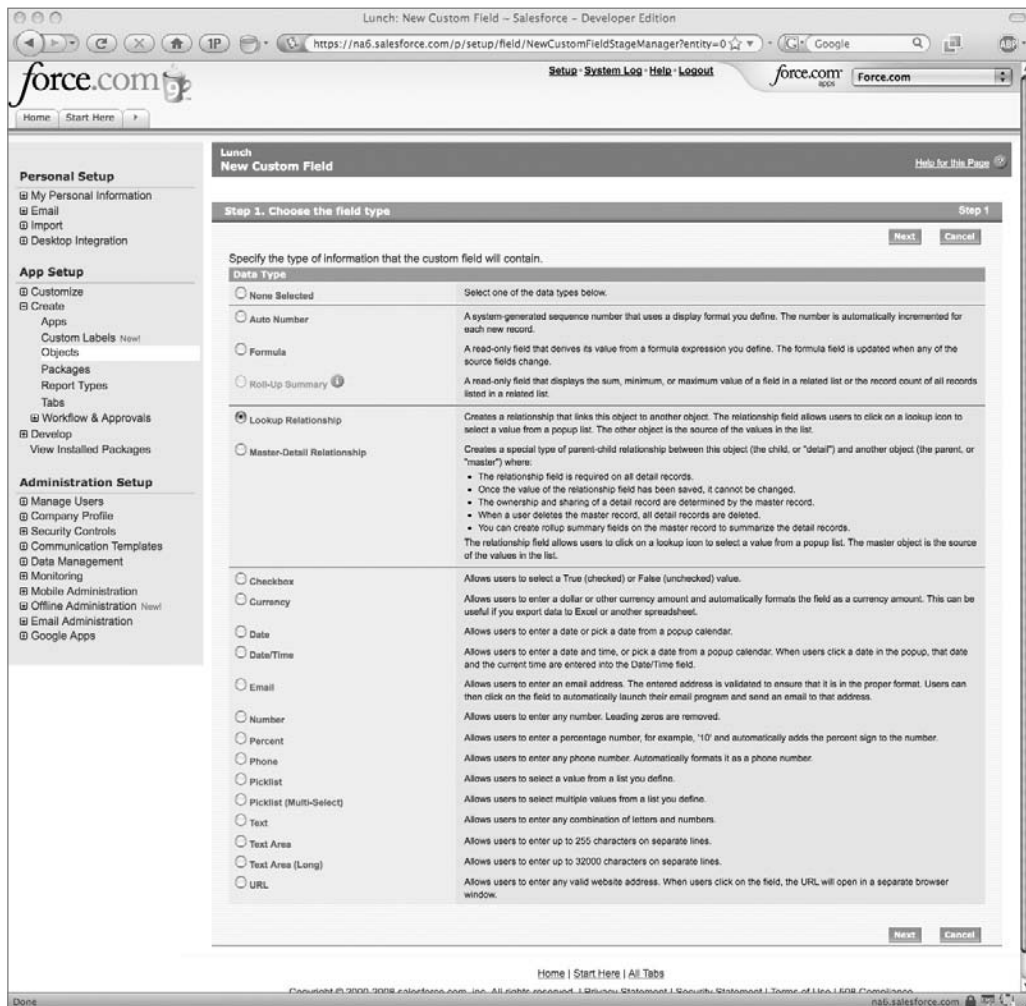 Lunch: New Custom Field – Salesforce – Developer Edition
1P
https://na6.salesforce.com/p/setup/field/NewCustomFieldStageManager?entity=0
G
Google
ABP
force.com
Setup · System Log · Help · Logout
force.com apps
Force.com
Home
Start Here
Lunch
New Custom Field
Help for this Page
Personal Setup
My Personal Information
Email
Import
Desktop Integration
App Setup
Customize
Create
Apps
Custom Labels New!
Objects
Packages
Report Types
Tabs
Workflow & Approvals
Develop
View Installed Packages
Administration Setup
Manage Users
Company Profile
Security Controls
Communication Templates
Data Management
Monitoring
Mobile Administration
Offline Administration New!
Email Administration
Google Apps
Step 1. Choose the field type
Step 1
Next
Cancel
Specify the type of information that the custom field will contain.
Data Type
None Selected
Select one of the data types below.
Auto Number
A system-generated sequence number that uses a display format you define. The number is automatically incremented for
each new record.
Formula
A read-only field that derives its value from a formula expression you define. The formula field is updated when any of the
source fields change.
Roll-Up Summary
A read-only field that displays the sum, minimum, or maximum value of a field in a related list or the record count of all records
listed in a related list.
Lookup Relationship
Creates a relationship that links this object to another object. The relationship field allows users to click on a lookup icon to
select a value from a popup list. The other object is the source of the values in the list.
Master-Detail Relationship
Creates a special type of parent-child relationship between this object (the child, or "detail") and another object (the parent, or
"master") where:
• The relationship field is required on all detail records.
• Once the value of the relationship field has been saved, it cannot be changed.
• The ownership and sharing of a detail record are determined by the master record.
• When a user deletes the master record, all detail records are deleted.
• You can create rollup summary fields on the master record to summarize the detail records.
The relationship field allows users to click on a lookup icon to select a value from a popup list. The master object is the source
of the values in the list.
Checkbox
Allows users to select a True (checked) or False (unchecked) value.
Currency
Allows users to enter a dollar or other currency amount and automatically formats the field as a currency amount. This can be
useful if you export data to Excel or another spreadsheet.
Date
Allows users to enter a date or pick a date from a popup calendar.
Date/Time
Allows users to enter a date and time, or pick a date from a popup calendar. When users click a date in the popup, that date
and the current time are entered into the Date/Time field.
Email
Allows users to enter an email address. The entered address is validated to ensure that it is in the proper format. Users can
then click on the field to automatically launch their email program and send an email to that address.
Number
Allows users to enter any number. Leading zeros are removed.
Percent
Allows users to enter a percentage number, for example, '10' and automatically adds the percent sign to the number.
Phone
Allows users to enter any phone number. Automatically formats it as a phone number.
Picklist
Allows users to select a value from a list you define.
Picklist (Multi-Select)
Allows users to select multiple values from a list you define.
Text
Allows users to enter any combination of letters and numbers.
Text Area
Allows users to enter up to 255 characters on separate lines.
Text Area (Long)
Allows users to enter up to 32000 characters on separate lines.
URL
Allows users to enter any valid website address. When users click on the field, the URL will open in a separate browser
window.
Next
Cancel
Home | Start Here | All Tabs
Copyright © 2000-2008 salesforce.com, inc. All rights reserved. | Privacy Statement | Security Statement | Terms of Use | 508 Compliance
Done
na6.salesforce.com